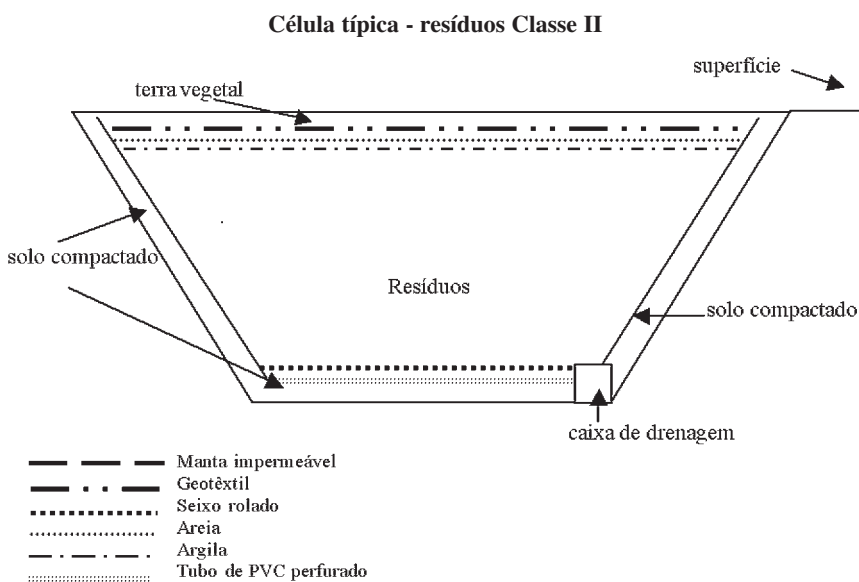 Célula típica - resíduos Classe II
superfície
terra vegetal
solo compactado
Resíduos
solo compactado
caixa de drenagem
Manta impermeável
Geotêxtil
Seixo rolado
Areia
Argila
Tubo de PVC perfurado